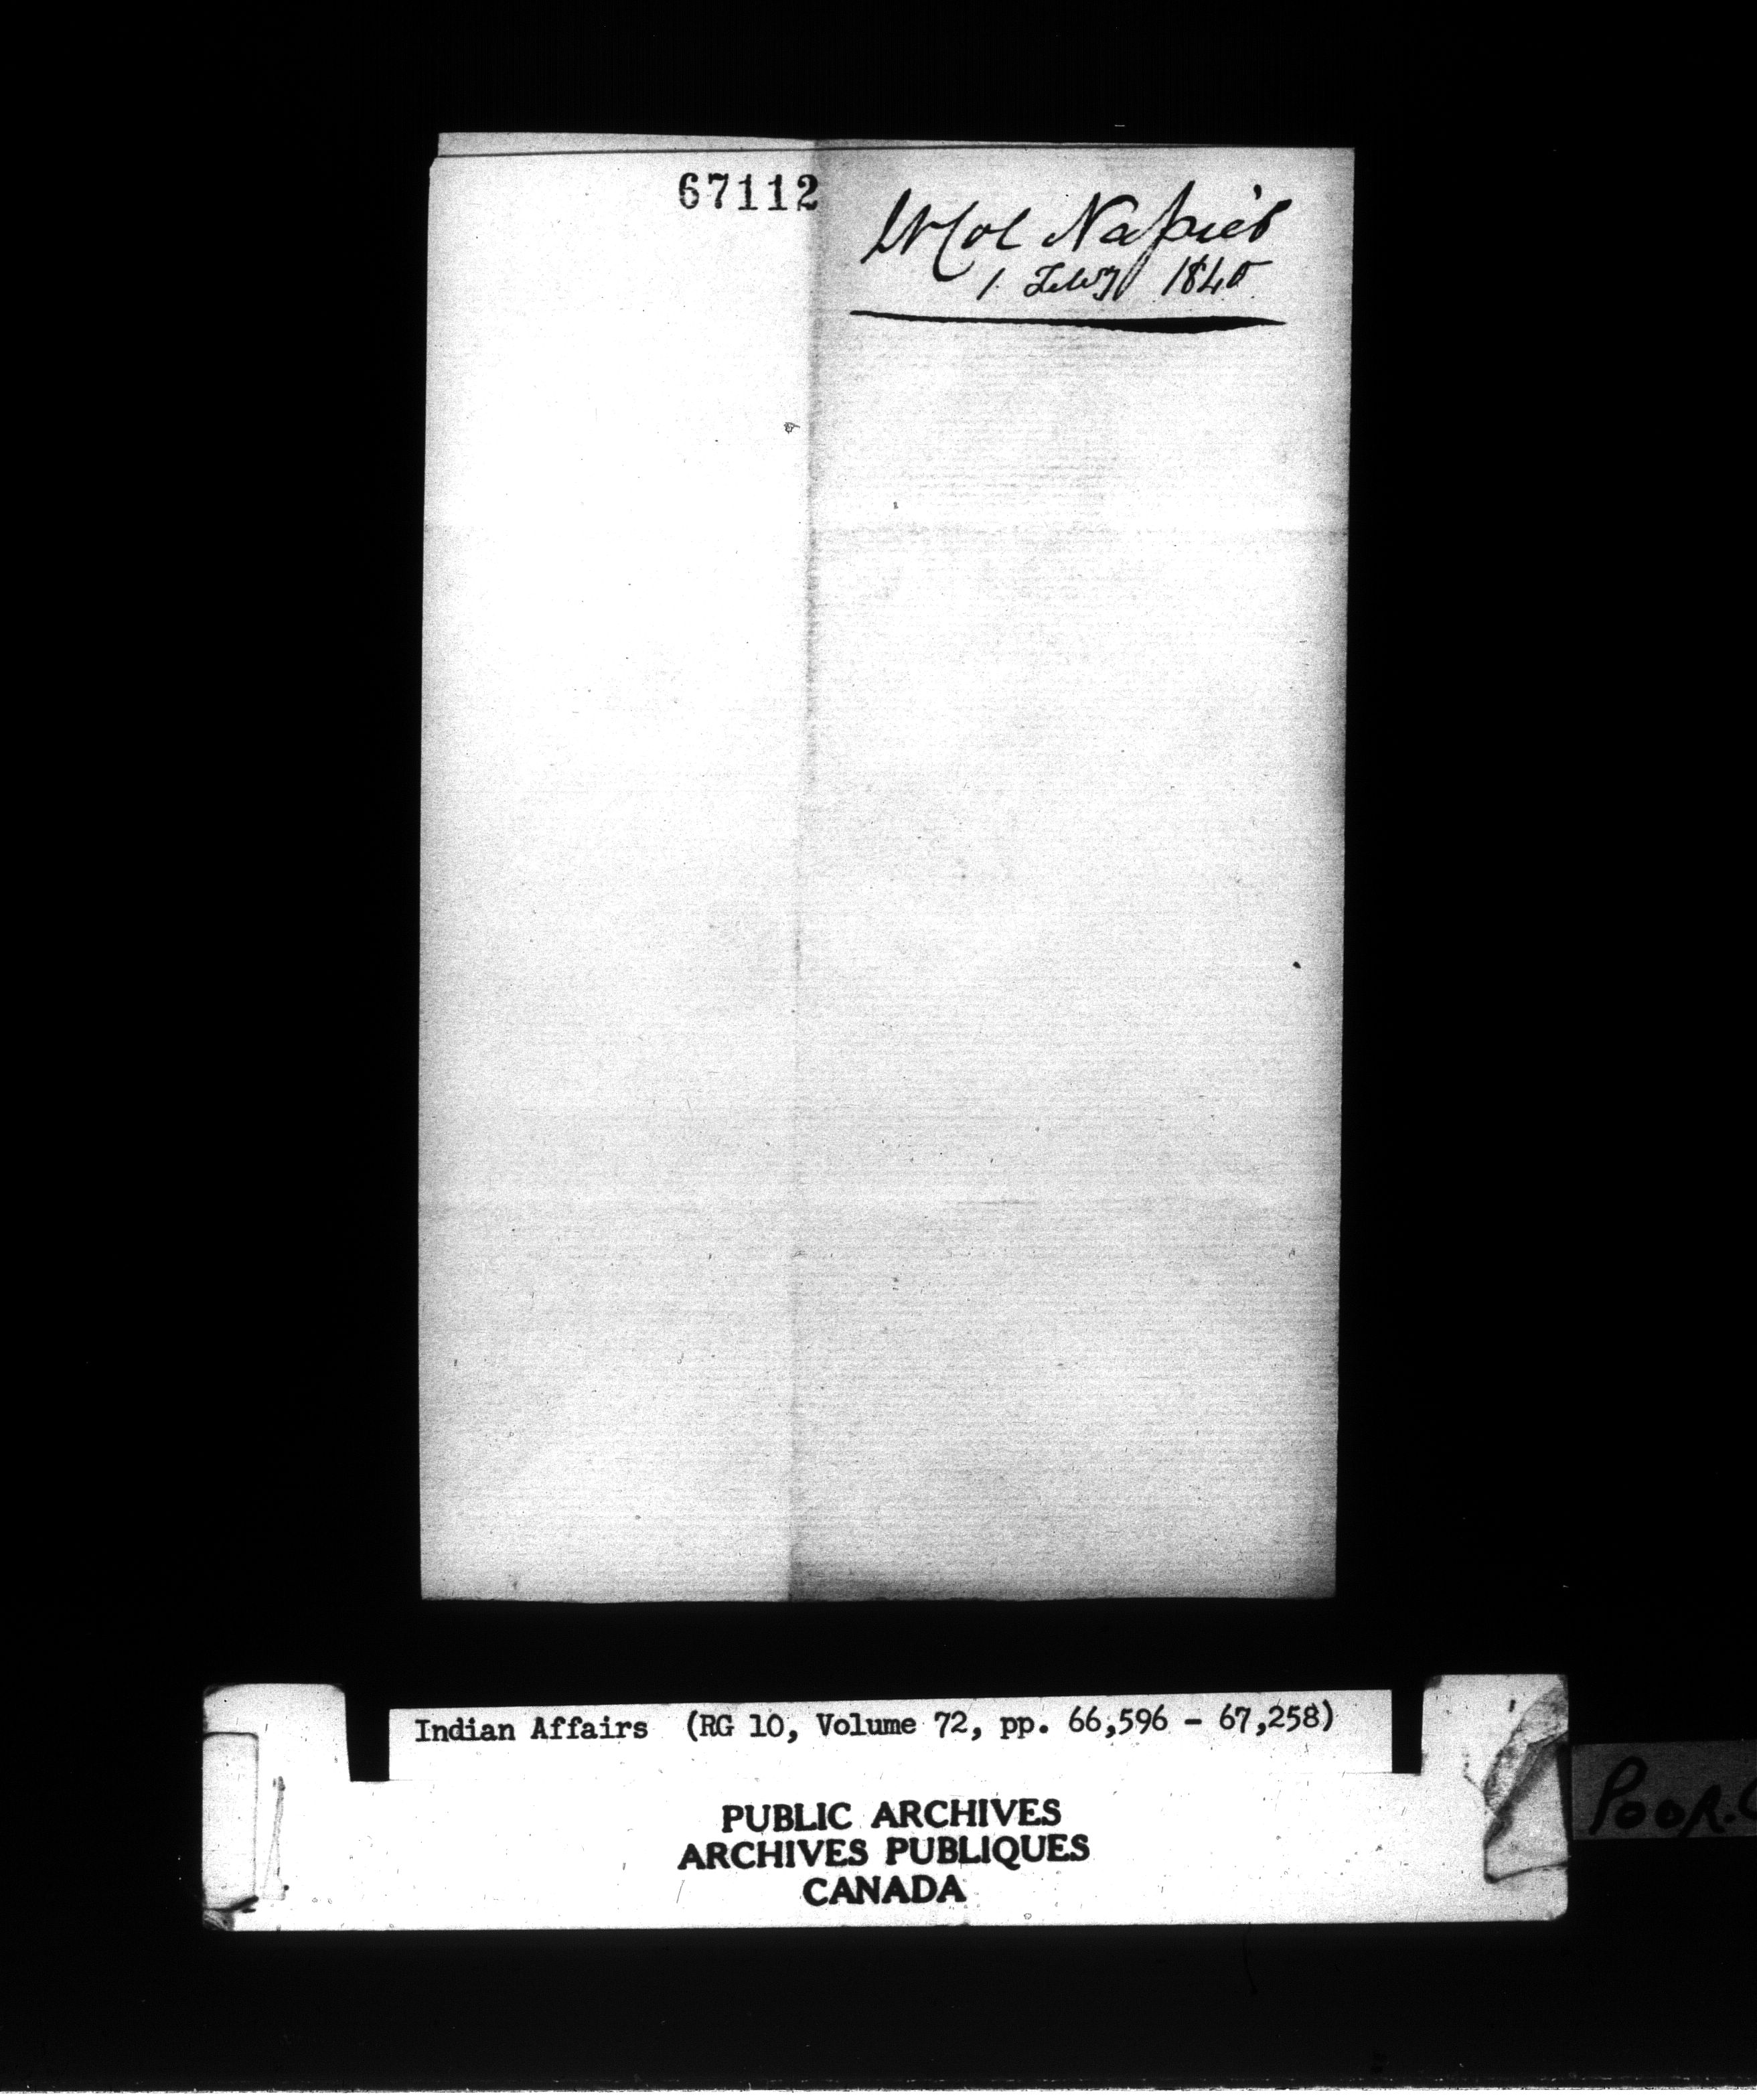 67112
Lt Col Napier
1 Feby 1840
Indian Affairs (RG 10, Volume 72, pp. 66,596 - 67,258)
PUBLIC ARCHIVES
ARCHIVES PUBLIQUES
CANADA
POOR.